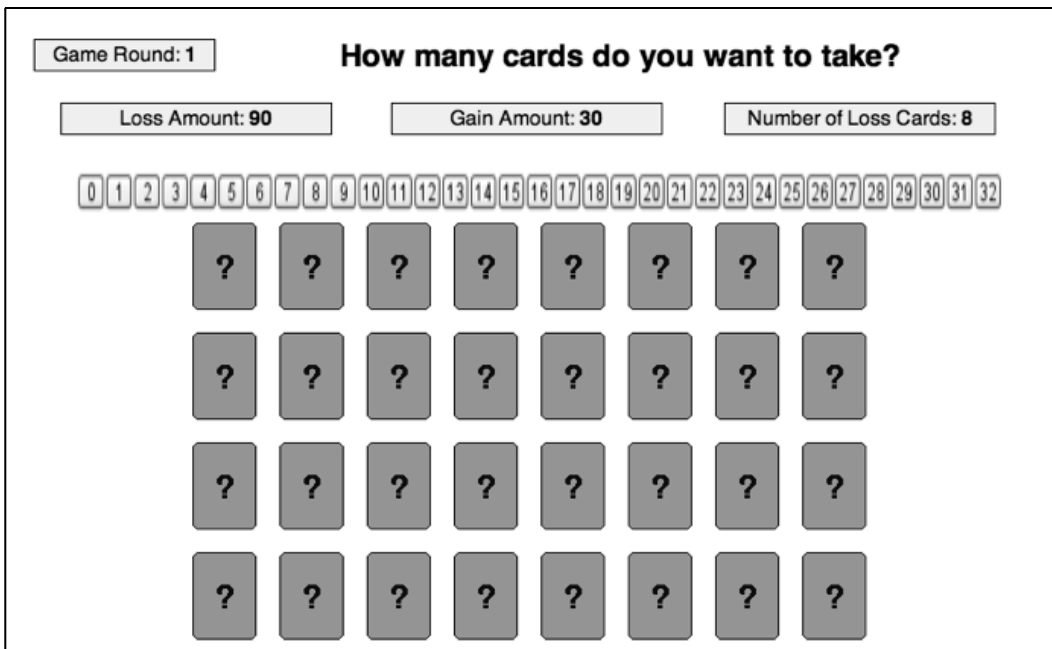 Game Round: 1
How many cards do you want to take?
Loss Amount: 90 Gain Amount: 30 Number of Loss Cards: 8
0 1 2 3 4 5 6 7 8 9 10 11 12 13 14 15 16 17 18 19 20 21 22 23 24 25 26 27 28 29 30 31 32
? ? ? ? ? ? ? ?
? ? ? ? ? ? ? ?
? ? ? ? ? ? ? ?
? ? ? ? ? ? ? ?